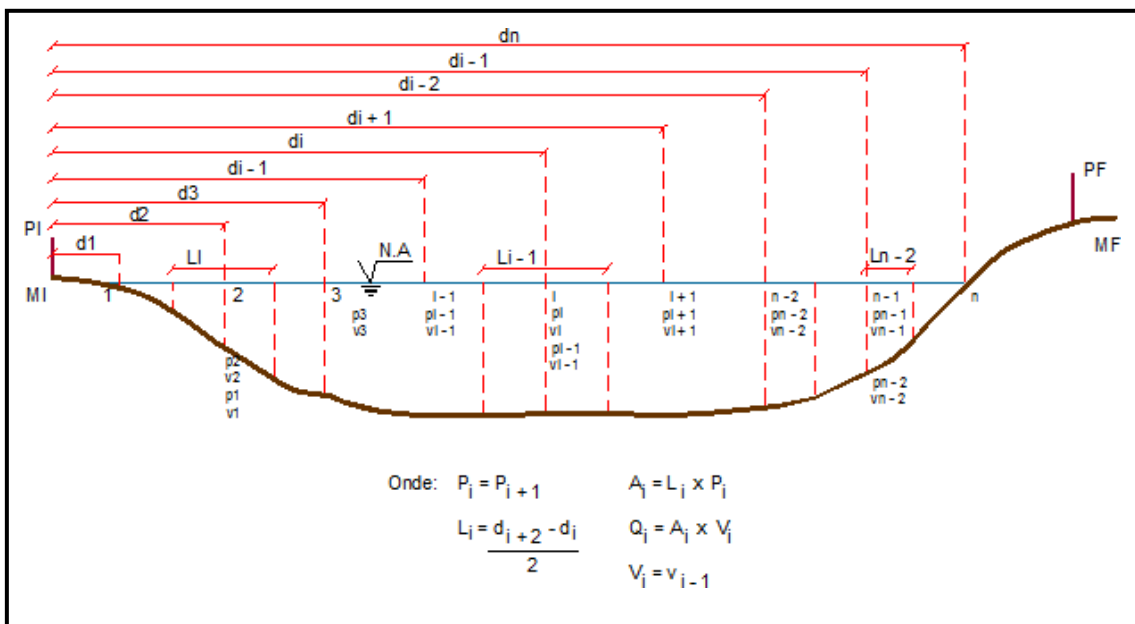 dn
di - 1
di - 2
di + 1
di
di - 1
d3
d2
d1
PI
PF
MF
MI
LI
N.A
Li - 1
Ln - 2
1
2
3
I - 1
I
I + 1
n - 2
n - 1
n
p3
pI - 1
pI
pI + 1
pn - 2
pn - 1
v3
vI - 1
vI
vI + 1
vn - 2
vn - 1
pI - 1
vI - 1
p2
v2
p1
v1
pn - 2
vn - 2
Onde: Pi = Pi + 1 Ai = Li x Pi
Li = di + 2 - di Qi = Ai x Vi
2
Vi = vi - 1